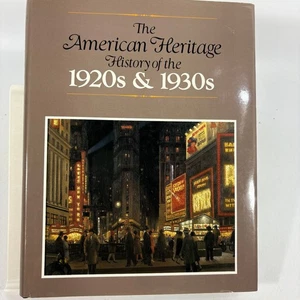 The
American Heritage
History of the
1920s & 1930s